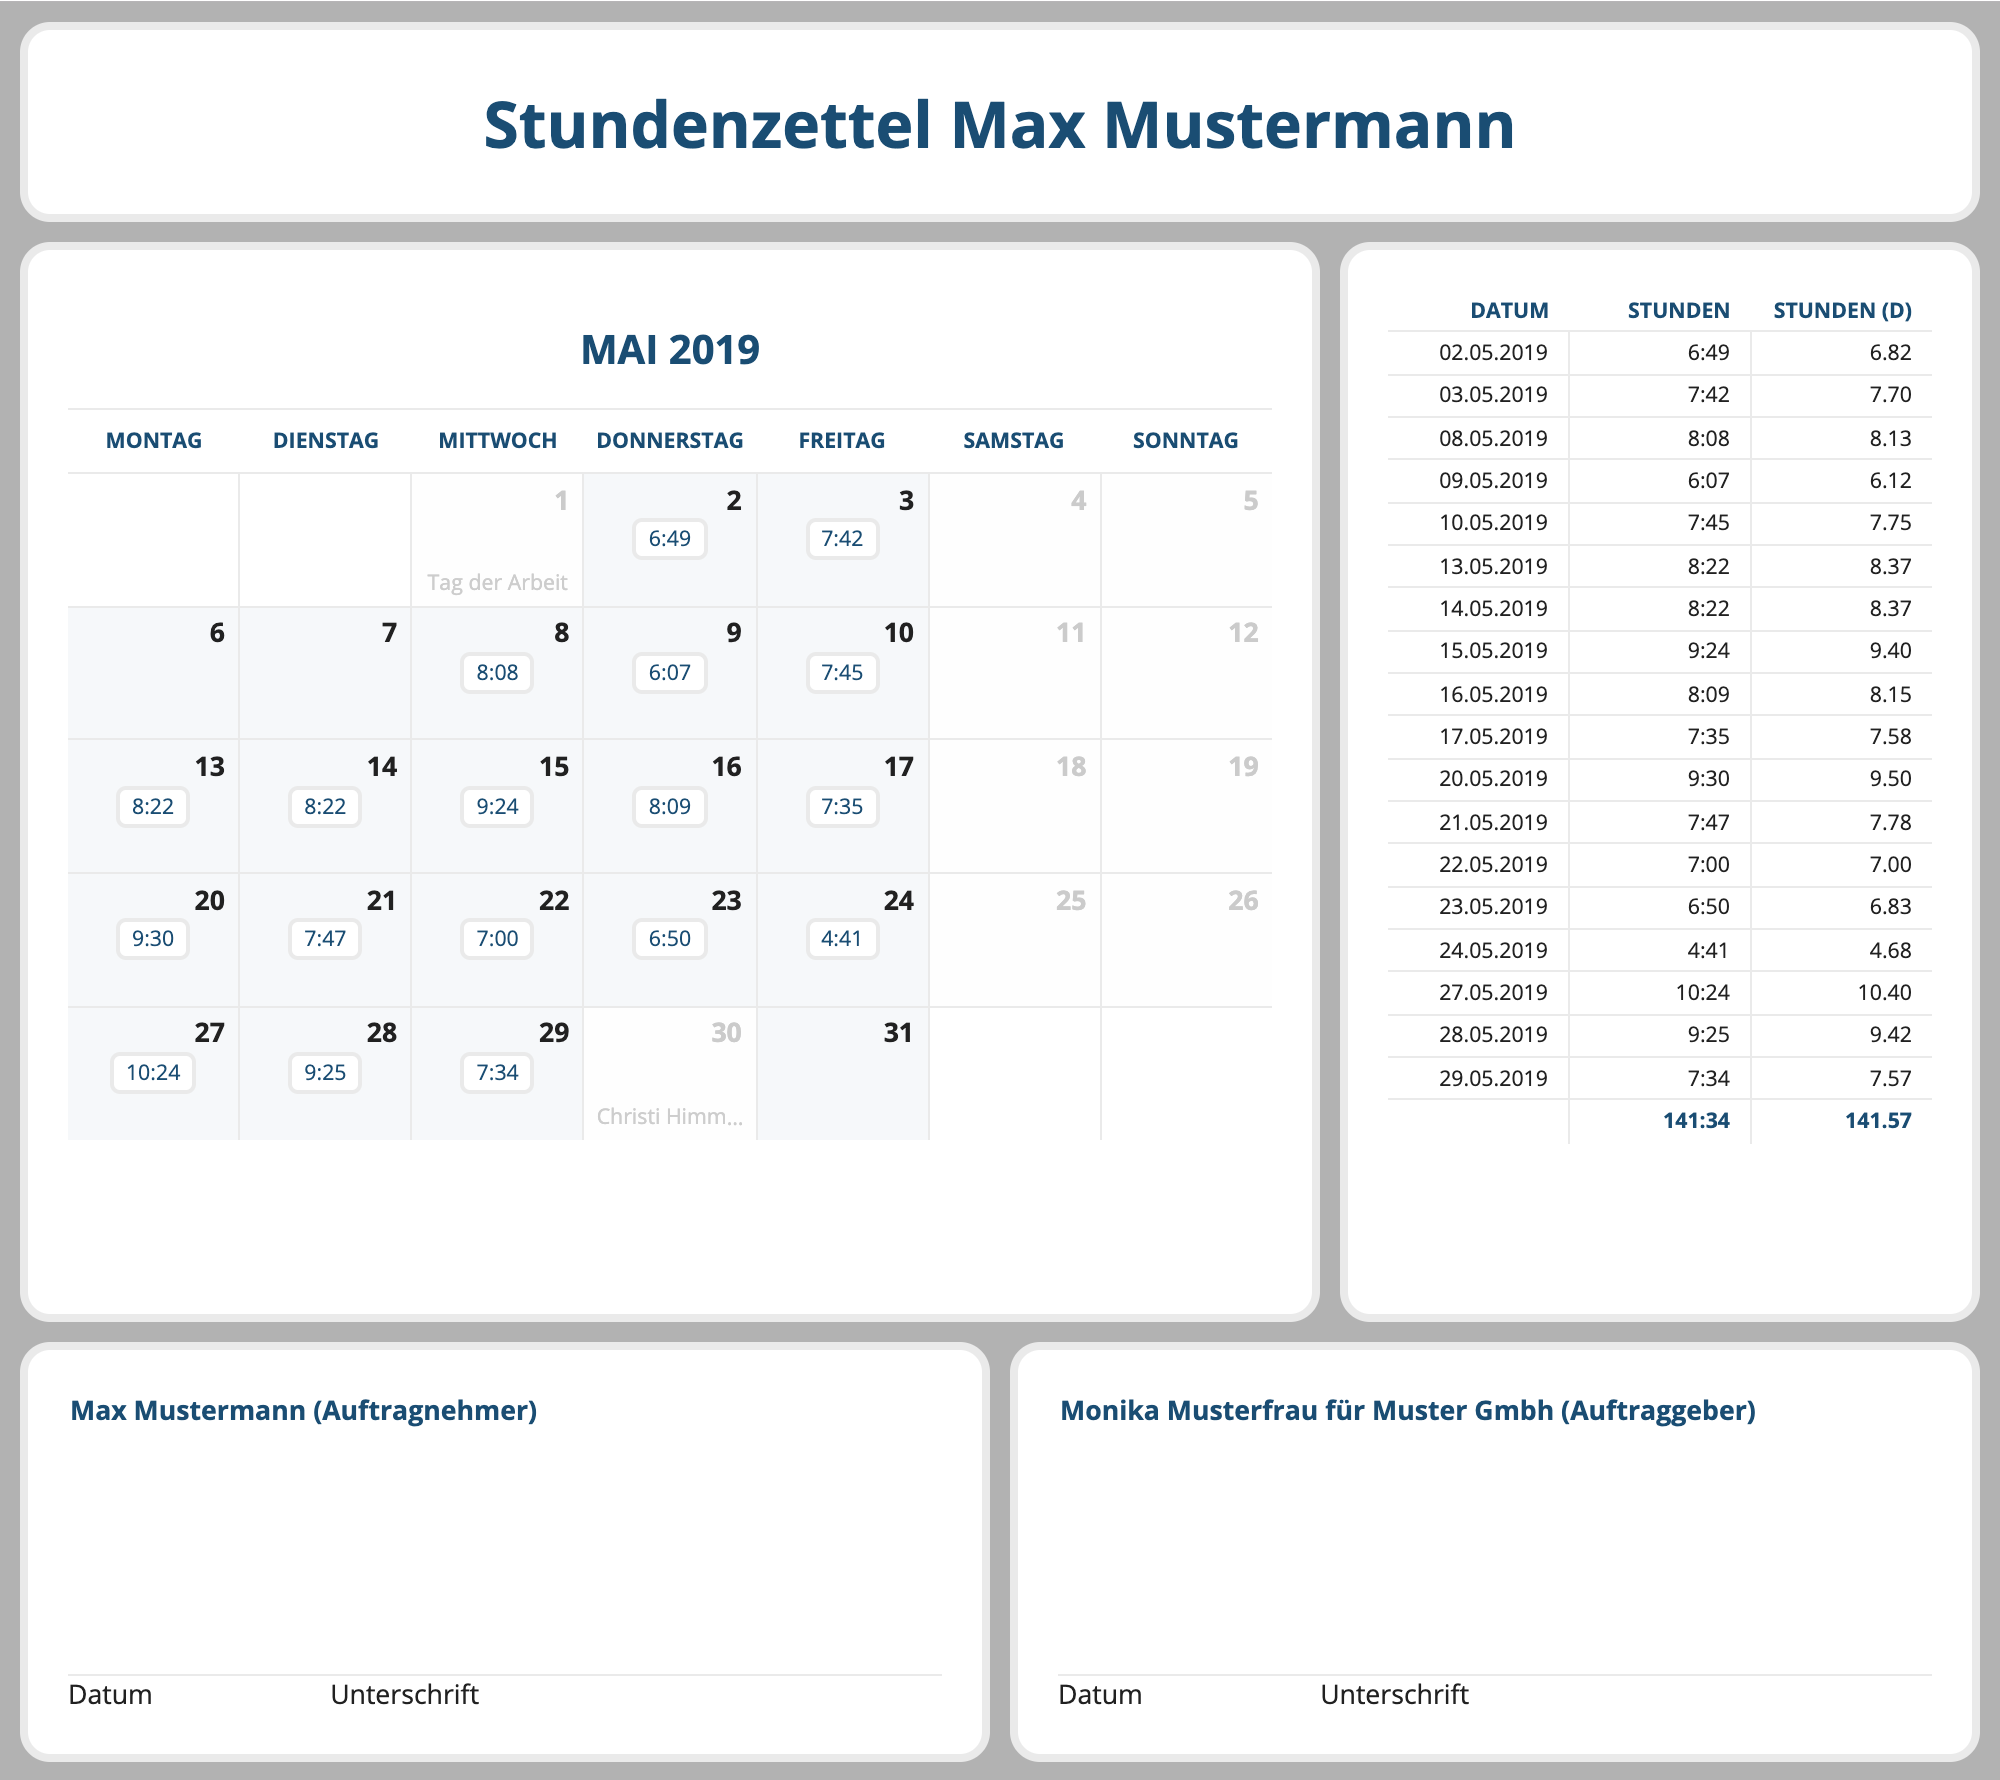 Stundenzettel Max Mustermann
MAI 2019
MONTAG DIENSTAG MITTWOCH DONNERSTAG FREITAG SAMSTAG SONNTAG
1 2 3 4 5
6:49 7:42
Tag der Arbeit
6 7 8 9 10 11 12
8:08 6:07 7:45
13 14 15 16 17 18 19
8:22 8:22 9:24 8:09 7:35
20 21 22 23 24 25 26
9:30 7:47 7:00 6:50 4:41
27 28 29 30 31
10:24 9:25 7:34
Christi Himm...
DATUM STUNDEN STUNDEN (D)
02.05.2019 6:49 6.82
03.05.2019 7:42 7.70
08.05.2019 8:08 8.13
09.05.2019 6:07 6.12
10.05.2019 7:45 7.75
13.05.2019 8:22 8.37
14.05.2019 8:22 8.37
15.05.2019 9:24 9.40
16.05.2019 8:09 8.15
17.05.2019 7:35 7.58
20.05.2019 9:30 9.50
21.05.2019 7:47 7.78
22.05.2019 7:00 7.00
23.05.2019 6:50 6.83
24.05.2019 4:41 4.68
27.05.2019 10:24 10.40
28.05.2019 9:25 9.42
29.05.2019 7:34 7.57
141:34 141.57
Max Mustermann (Auftragnehmer)
Datum Unterschrift
Monika Musterfrau für Muster Gmbh (Auftraggeber)
Datum Unterschrift